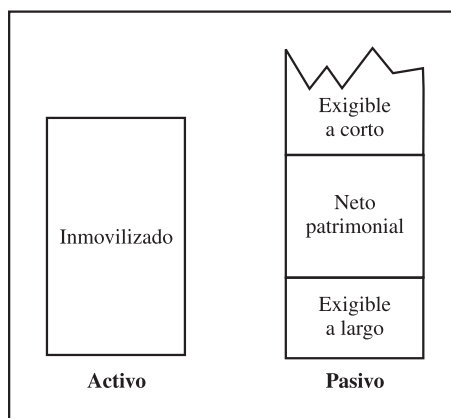 Inmovilizado
Activo
Exigible
a corto
Neto
patrimonial
Exigible
a largo
Pasivo